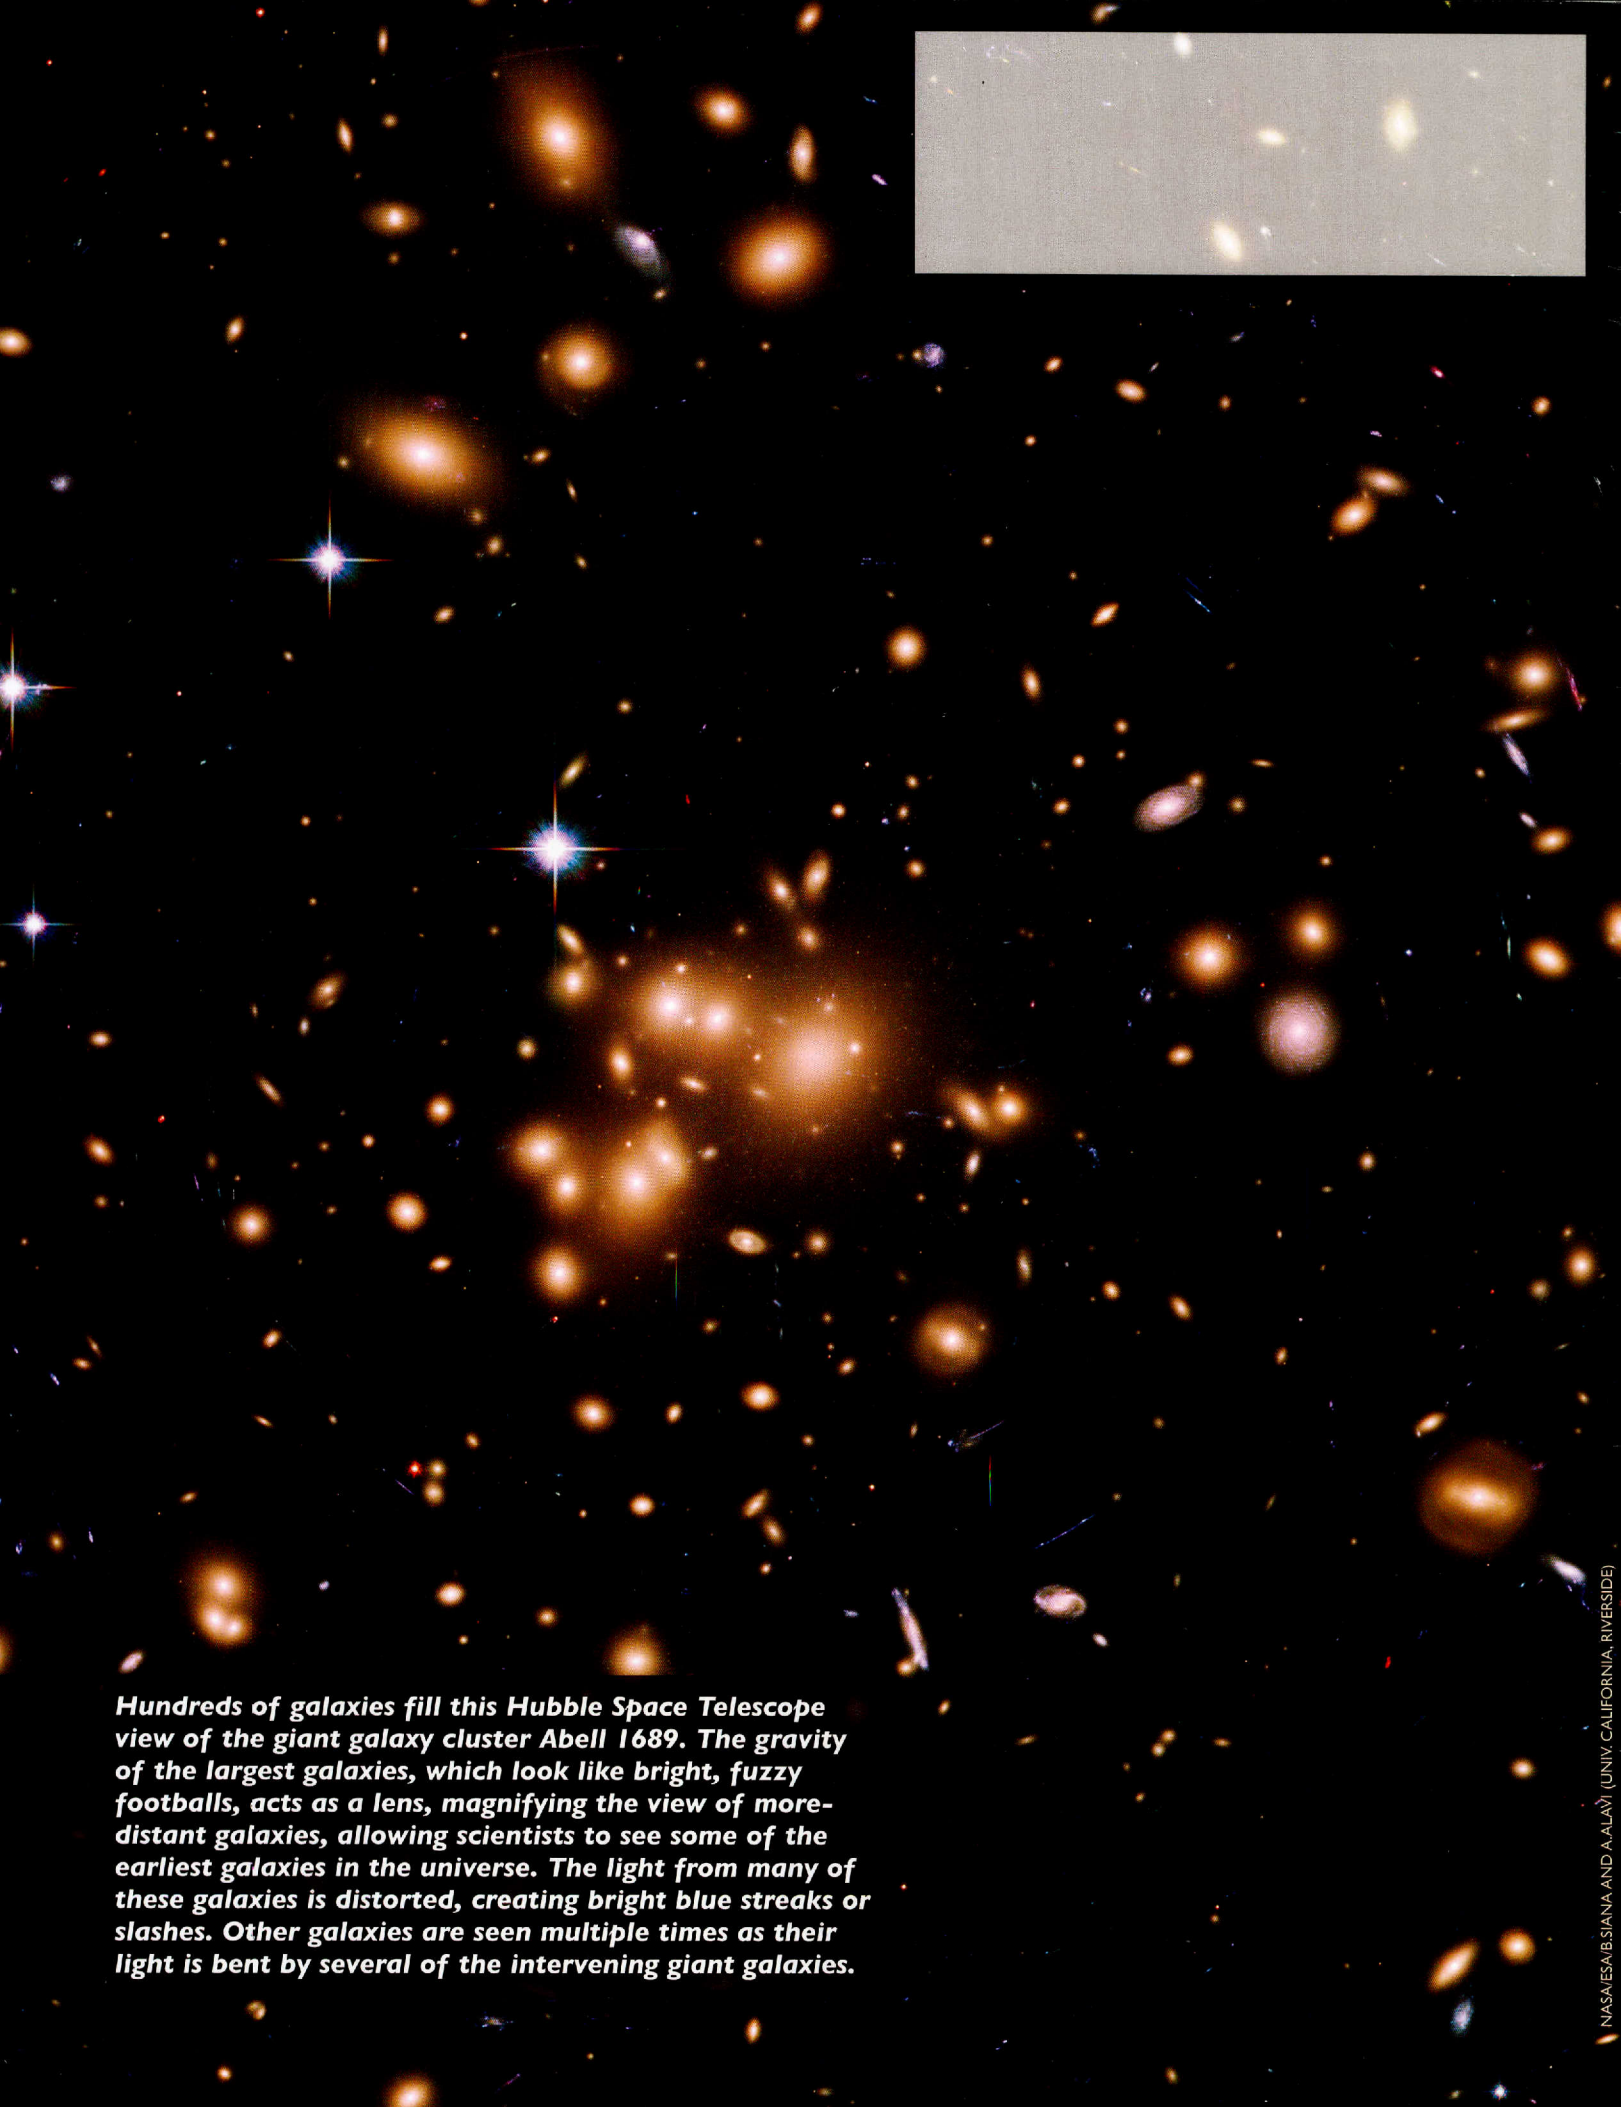 Hundreds of galaxies fill this Hubble Space Telescope
view of the giant galaxy cluster Abell 1689. The gravity
of the largest galaxies, which look like bright, fuzzy
footballs, acts as a lens, magnifying the view of more-
distant galaxies, allowing scientists to see some of the
earliest galaxies in the universe. The light from many of
these galaxies is distorted, creating bright blue streaks or
slashes. Other galaxies are seen multiple times as their
light is bent by several of the intervening giant galaxies.
NASA/ESA/B.SIANA AND A.ALAVI (UNIV. CALIFORNIA, RIVERSIDE)